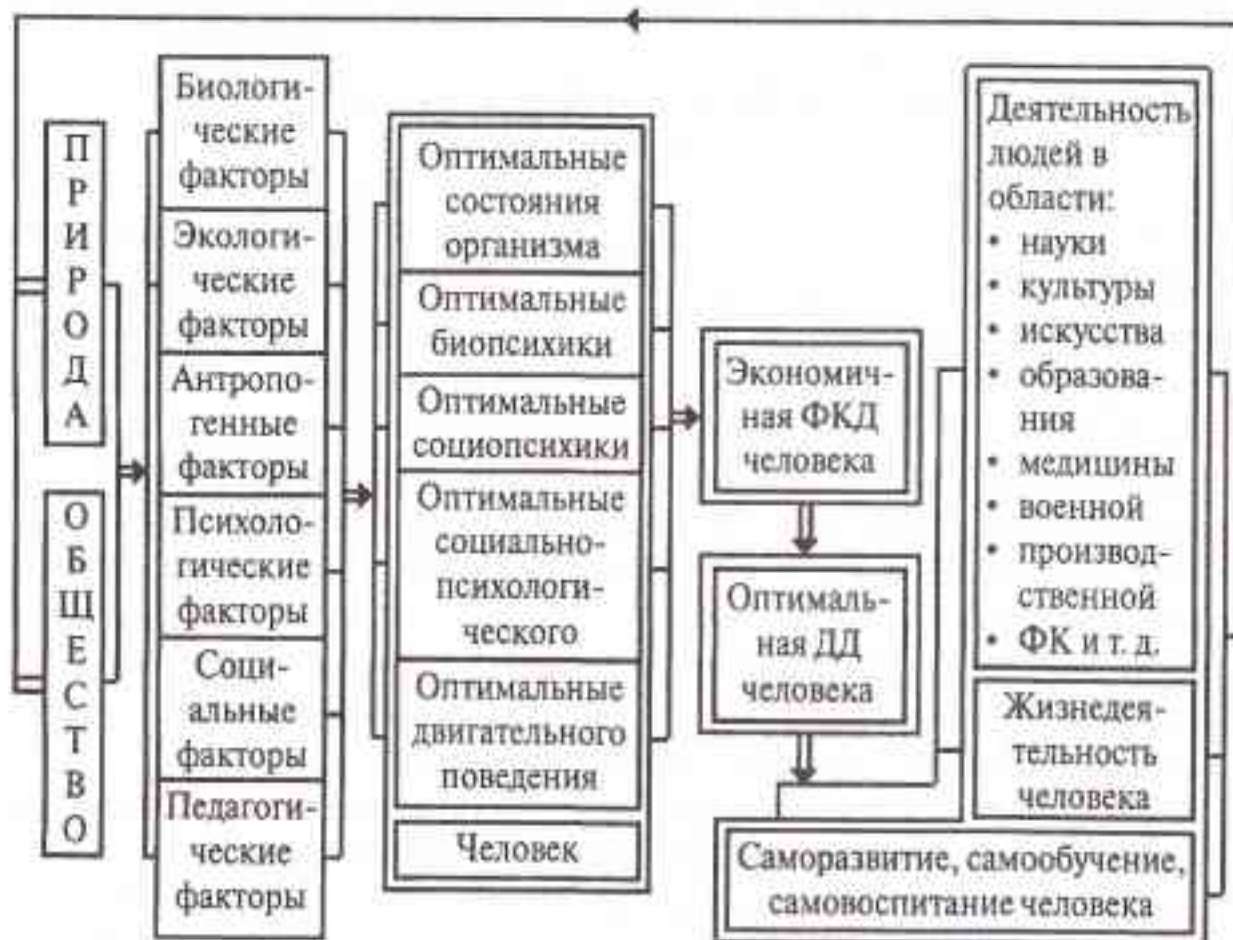 ПРИРОДА
ОБЩЕСТВО
Биологи-
ческие
факторы
Экологи-
ческие
факторы
Антропо-
генные
факторы
Психоло-
гические
факторы
Соци-
альные
факторы
Педагоги-
ческие
факторы
Оптимальные
состояния
организма
Оптимальные
биопсихики
Оптимальные
социопсихики
Оптимальные
социально-
психологи-
ческого
Оптимальные
двигательного
поведения
Человек
Экономич-
ная ФКД
человека
Оптималь-
ная ДД
человека
Деятельность
людей в
области:
• науки
• культуры
• искусства
• образова-
ния
• медицины
• военной
• производ-
ственной
• ФК и т. д.
Жизнедея-
тельность
человека
Саморазвитие, самообучение,
самовоспитание человека